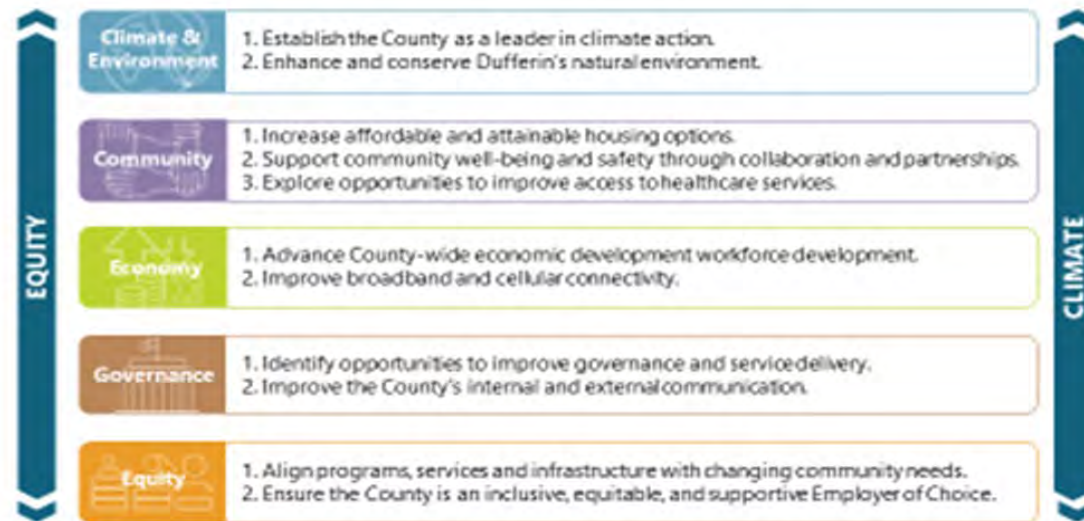 EQUITY
Climate &
Environment
1. Establish the County as a leader in climate action.
2. Enhance and conserve Dufferin's natural environment.
Community
1. Increase affordable and attainable housing options.
2. Support community well-being and safety through collaboration and partnerships.
3. Explore opportunities to improve access to healthcare services.
Economy
1. Advance County-wide economic development workforce development.
2. Improve broadband and cellular connectivity.
Governance
1. Identify opportunities to improve governance and service delivery.
2. Improve the County's internal and external communication.
Equity
1. Align programs, services and infrastructure with changing community needs.
2. Ensure the County is an inclusive, equitable, and supportive Employer of Choice.
CLIMATE